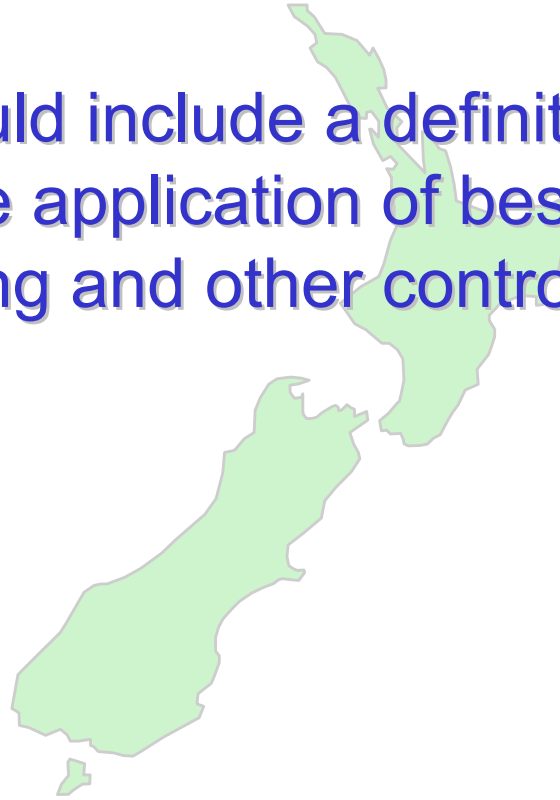 uld include a definit
e application of bes
ng and other contro